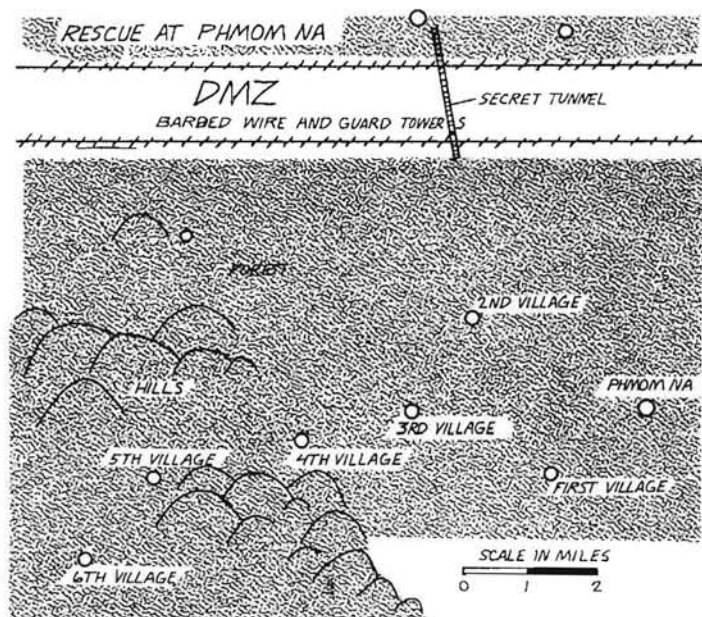 RESCUE AT PHMOM NA
SECRET TUNNEL
DMZ
BARBED WIRE AND GUARD TOWERS
FOREST
2ND VILLAGE
PHMOM NA
HILLS
3RD VILLAGE
5TH VILLAGE
4TH VILLAGE
FIRST VILLAGE
SCALE IN MILES
6TH VILLAGE
0 1 2